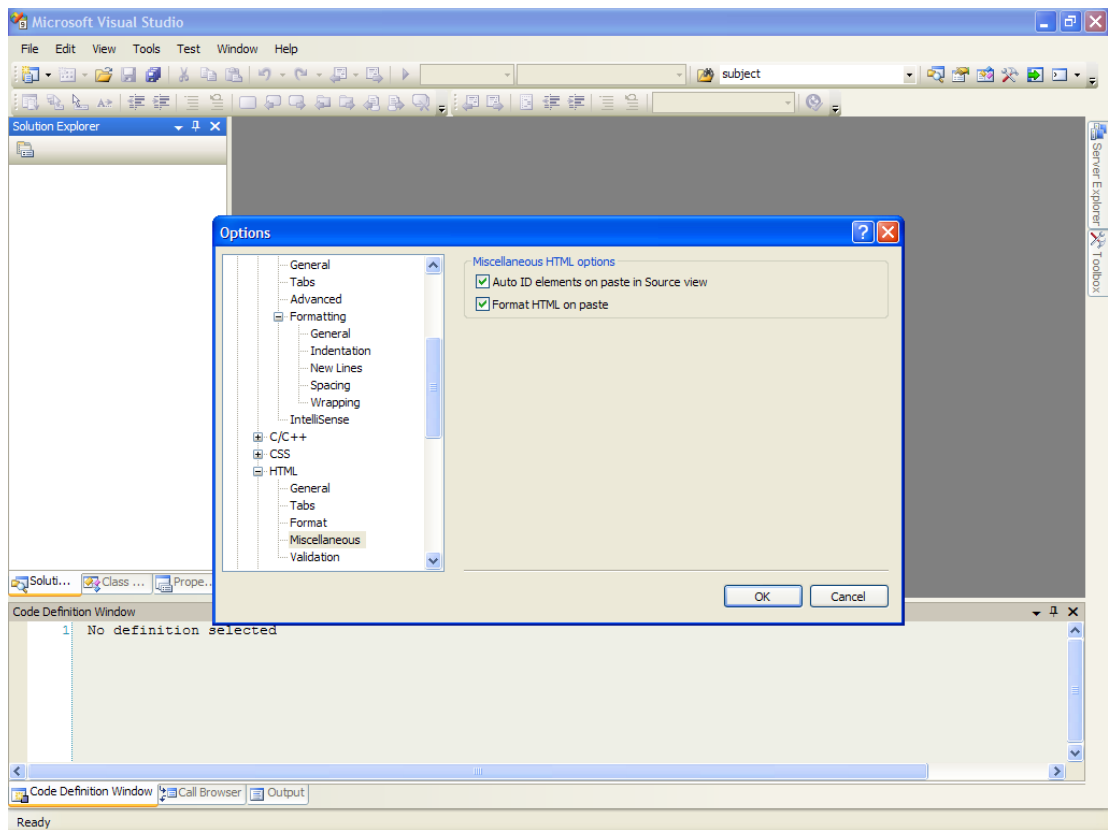 Microsoft Visual Studio
File Edit View Tools Test Window Help
subject
Solution Explorer
Server Explorer
Toolbox
Options
General
Tabs
Advanced
Formatting
General
Indentation
New Lines
Spacing
Wrapping
IntelliSense
C/C++
CSS
HTML
General
Tabs
Format
Miscellaneous
Validation
Miscellaneous HTML options
Auto ID elements on paste in Source view
Format HTML on paste
OK Cancel
Soluti... Class ... Prope...
Code Definition Window
1 No definition selected
Code Definition Window Call Browser Output
Ready